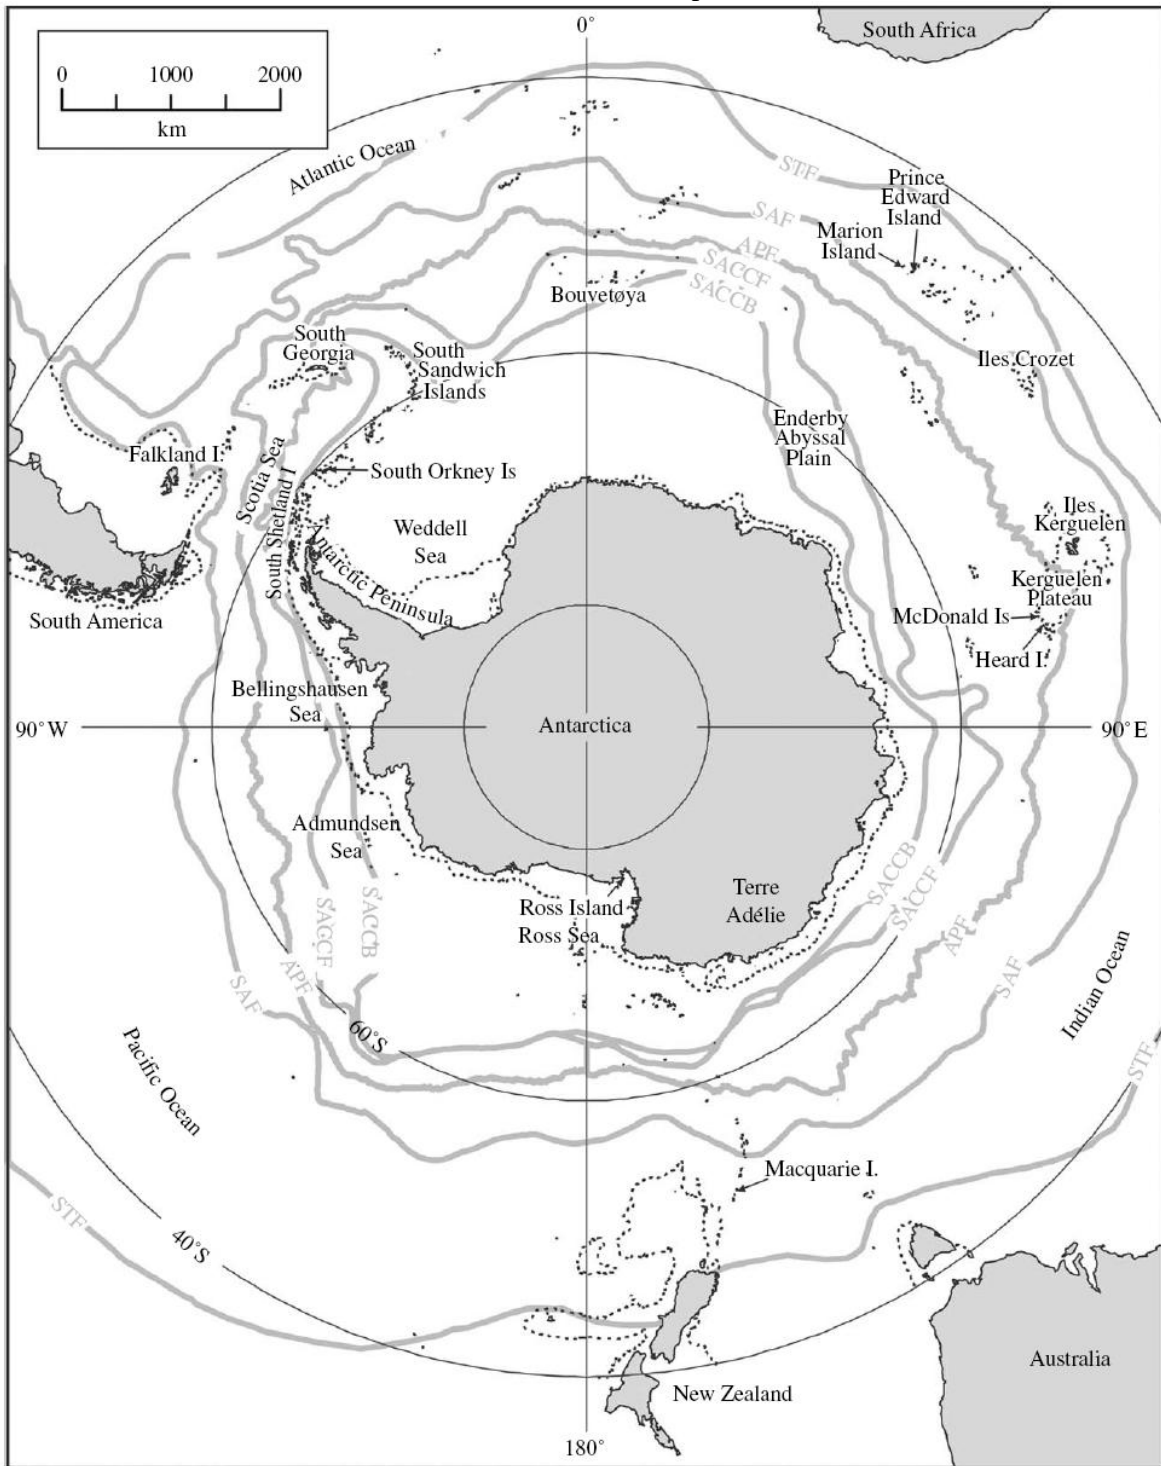 0°
South Africa
0 1000 2000
km
Atlantic Ocean
STF
Prince
Edward
Island
SAF
Marion
Island
APF
SACCF
SACCB
Bouvetøya
South
Georgia
South
Sandwich
Islands
Iles Crozet
Enderby
Abyssal
Plain
Falkland I.
Scotia Sea
South Orkney Is
South Shetland I
Iles
Kerguelen
Weddell
Sea
Antarctic Peninsula
Kerguelen
Plateau
McDonald Is
South America
Heard I.
Bellingshausen
Sea
90°W
Antarctica
90°E
Admundsen
Sea
SACCB
SACCF
Terre
Adélie
Ross Island
Ross Sea
SACCB
SACCF
APF
SAF
APF
SAF
Indian Ocean
60°S
Pacific Ocean
STF
Macquarie I.
STF
40°S
Australia
New Zealand
180°